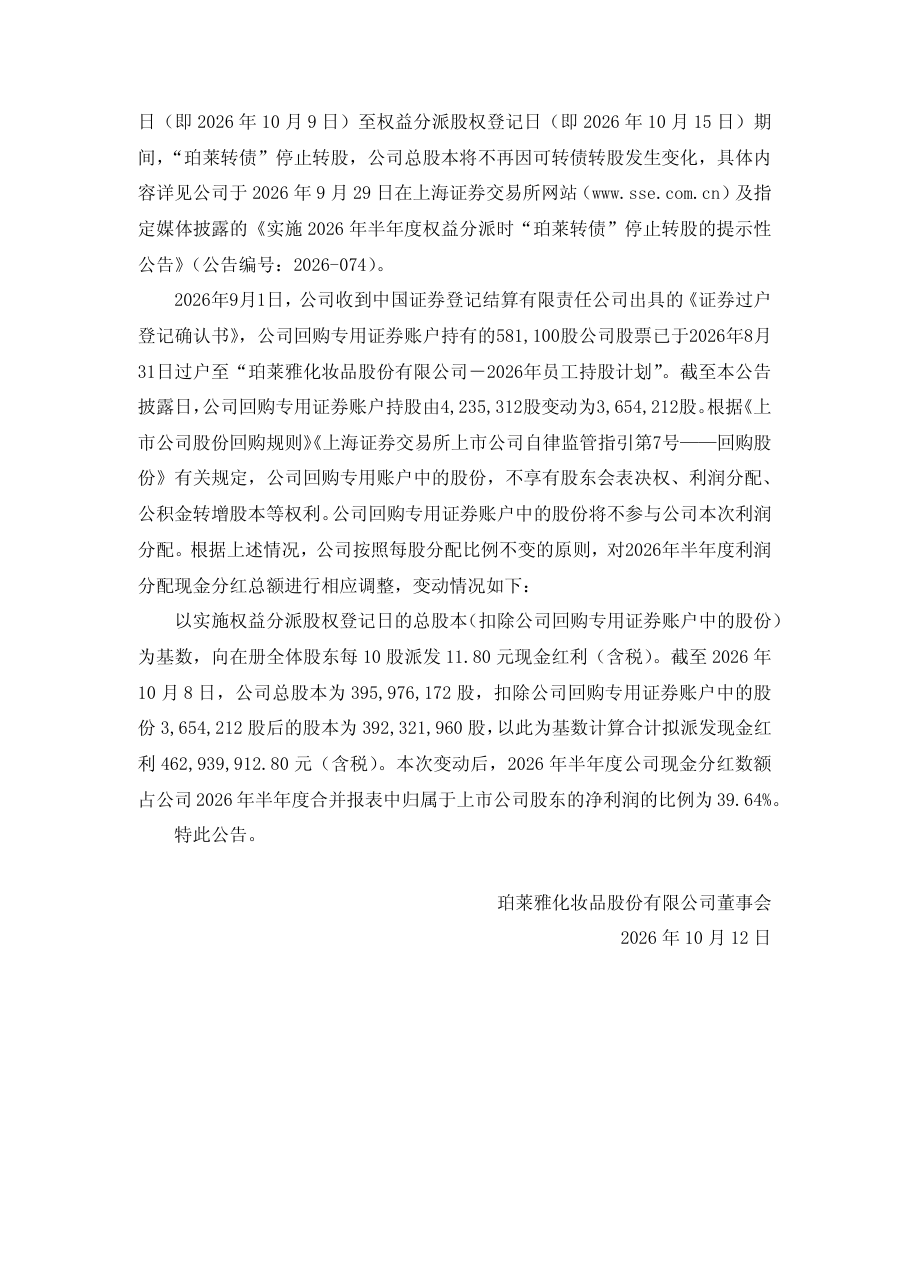 日（即 2026 年 10 月 9 日）至权益分派股权登记日（即 2026 年 10 月 15 日）期
间，“珀莱转债”停止转股，公司总股本将不再因可转债转股发生变化，具体内
容详见公司于 2026 年 9 月 29 日在上海证券交易所网站（www.sse.com.cn）及指
定媒体披露的《实施 2026 年半年度权益分派时“珀莱转债”停止转股的提示性
公告》（公告编号：2026-074）。
2026年9月1日，公司收到中国证券登记结算有限责任公司出具的《证券过户
登记确认书》，公司回购专用证券账户持有的581,100股公司股票已于2026年8月
31日过户至“珀莱雅化妆品股份有限公司－2026年员工持股计划”。截至本公告
披露日，公司回购专用证券账户持股由4,235,312股变动为3,654,212股。根据《上
市公司股份回购规则》《上海证券交易所上市公司自律监管指引第7号——回购股
份》有关规定，公司回购专用账户中的股份，不享有股东会表决权、利润分配、
公积金转增股本等权利。公司回购专用证券账户中的股份将不参与公司本次利润
分配。根据上述情况，公司按照每股分配比例不变的原则，对2026年半年度利润
分配现金分红总额进行相应调整，变动情况如下：
以实施权益分派股权登记日的总股本（扣除公司回购专用证券账户中的股份）
为基数，向在册全体股东每 10 股派发 11.80 元现金红利（含税）。截至 2026 年
10 月 8 日，公司总股本为 395,976,172 股，扣除公司回购专用证券账户中的股
份 3,654,212 股后的股本为 392,321,960 股，以此为基数计算合计拟派发现金红
利 462,939,912.80 元（含税）。本次变动后，2026 年半年度公司现金分红数额
占公司 2026 年半年度合并报表中归属于上市公司股东的净利润的比例为 39.64%。
特此公告。
珀莱雅化妆品股份有限公司董事会
2026 年 10 月 12 日